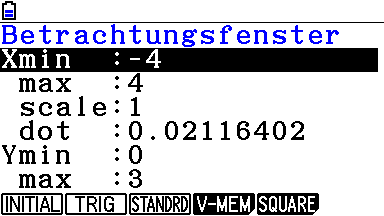 Betrachtungsfenster
Xmin :-4
max :4
scale:1
dot :0.02116402
Ymin :0
max :3
INITIAL TRIG STANDRD V-MEM SQUARE